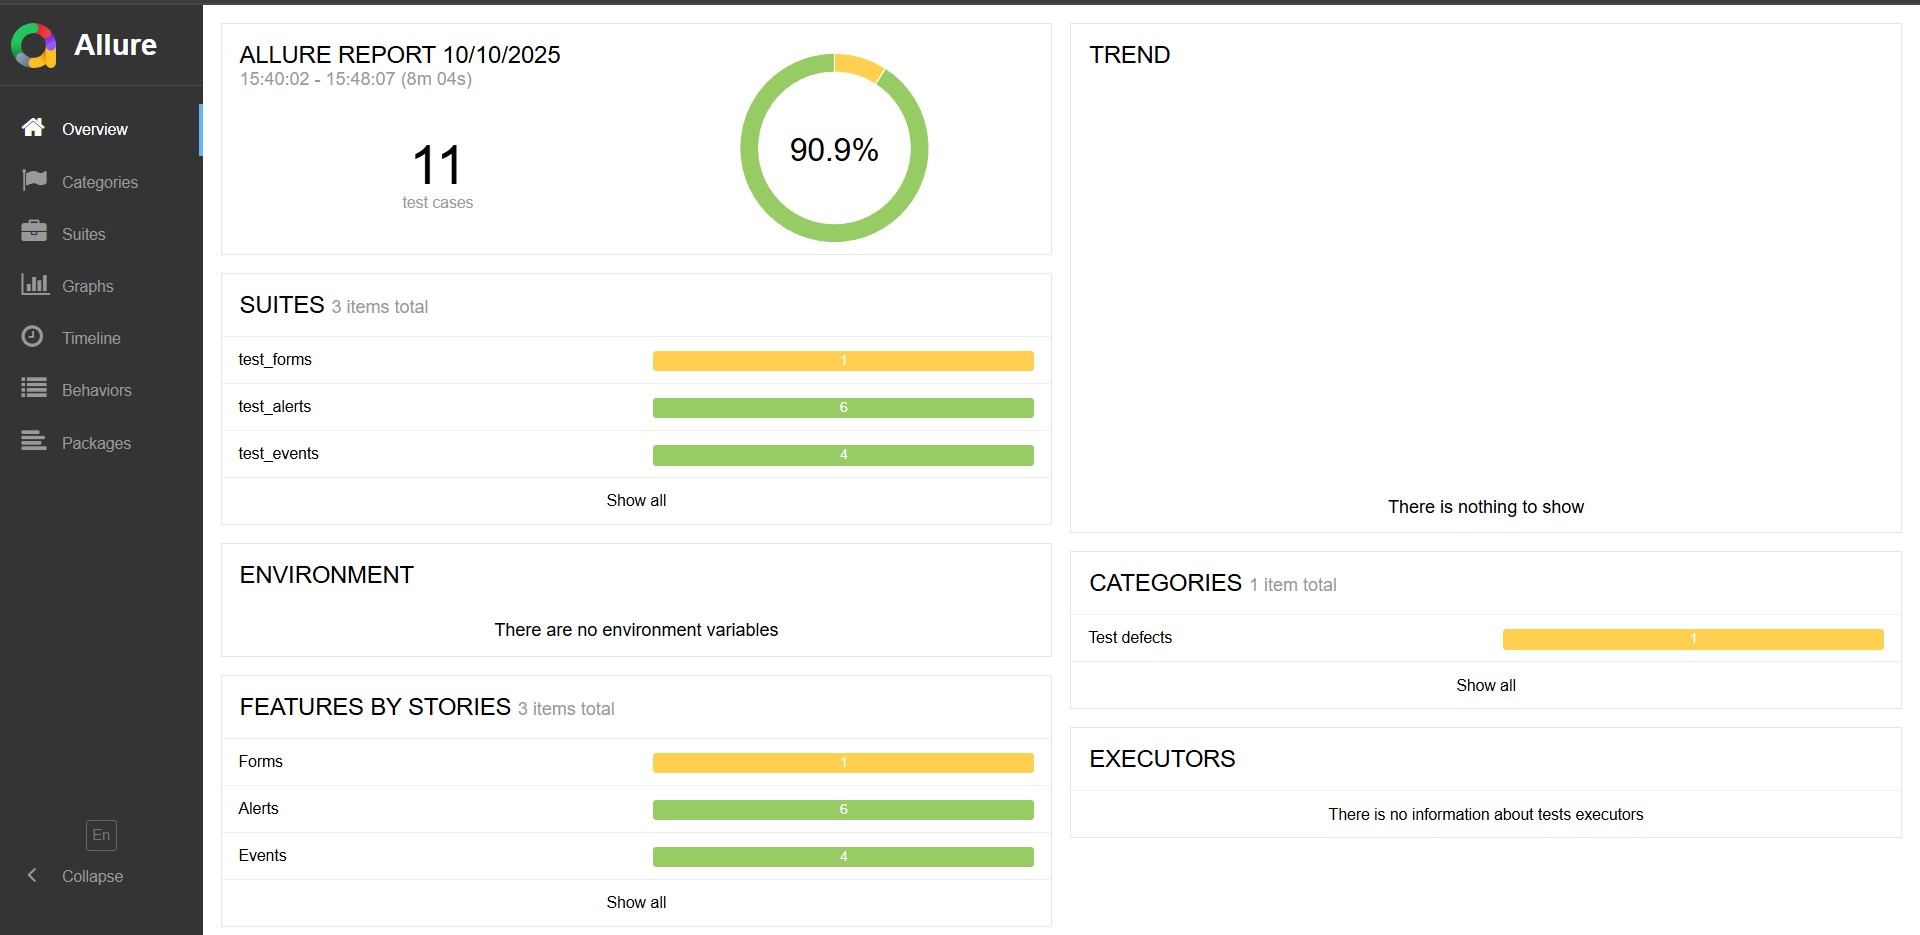 Allure
Overview
Categories
Suites
Graphs
Timeline
Behaviors
Packages
En
Collapse
ALLURE REPORT 10/10/2025
15:40:02 - 15:48:07 (8m 04s)
11
test cases
90.9%
SUITES 3 items total
test_forms 1
test_alerts 6
test_events 4
Show all
ENVIRONMENT
There are no environment variables
FEATURES BY STORIES 3 items total
Forms 1
Alerts 6
Events 4
Show all
TREND
There is nothing to show
CATEGORIES 1 item total
Test defects 1
Show all
EXECUTORS
There is no information about tests executors